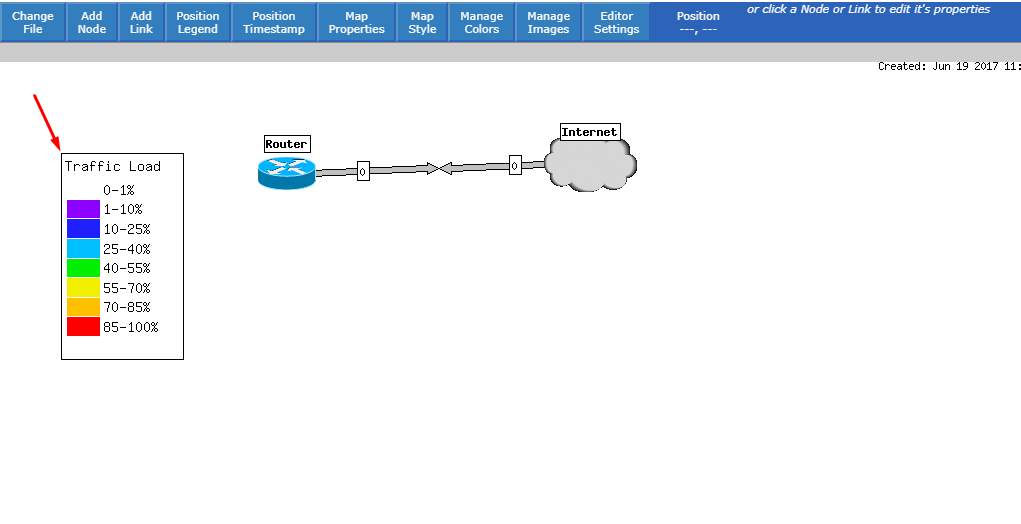 Change File
Add Node
Add Link
Position Legend
Position Timestamp
Map Properties
Map Style
Manage Colors
Manage Images
Editor Settings
Position ---, ---
or click a Node or Link to edit it's properties
Created: Jun 19 2017 11:
Internet
Router
0
0
Traffic Load
0-1%
1-10%
10-25%
25-40%
40-55%
55-70%
70-85%
85-100%